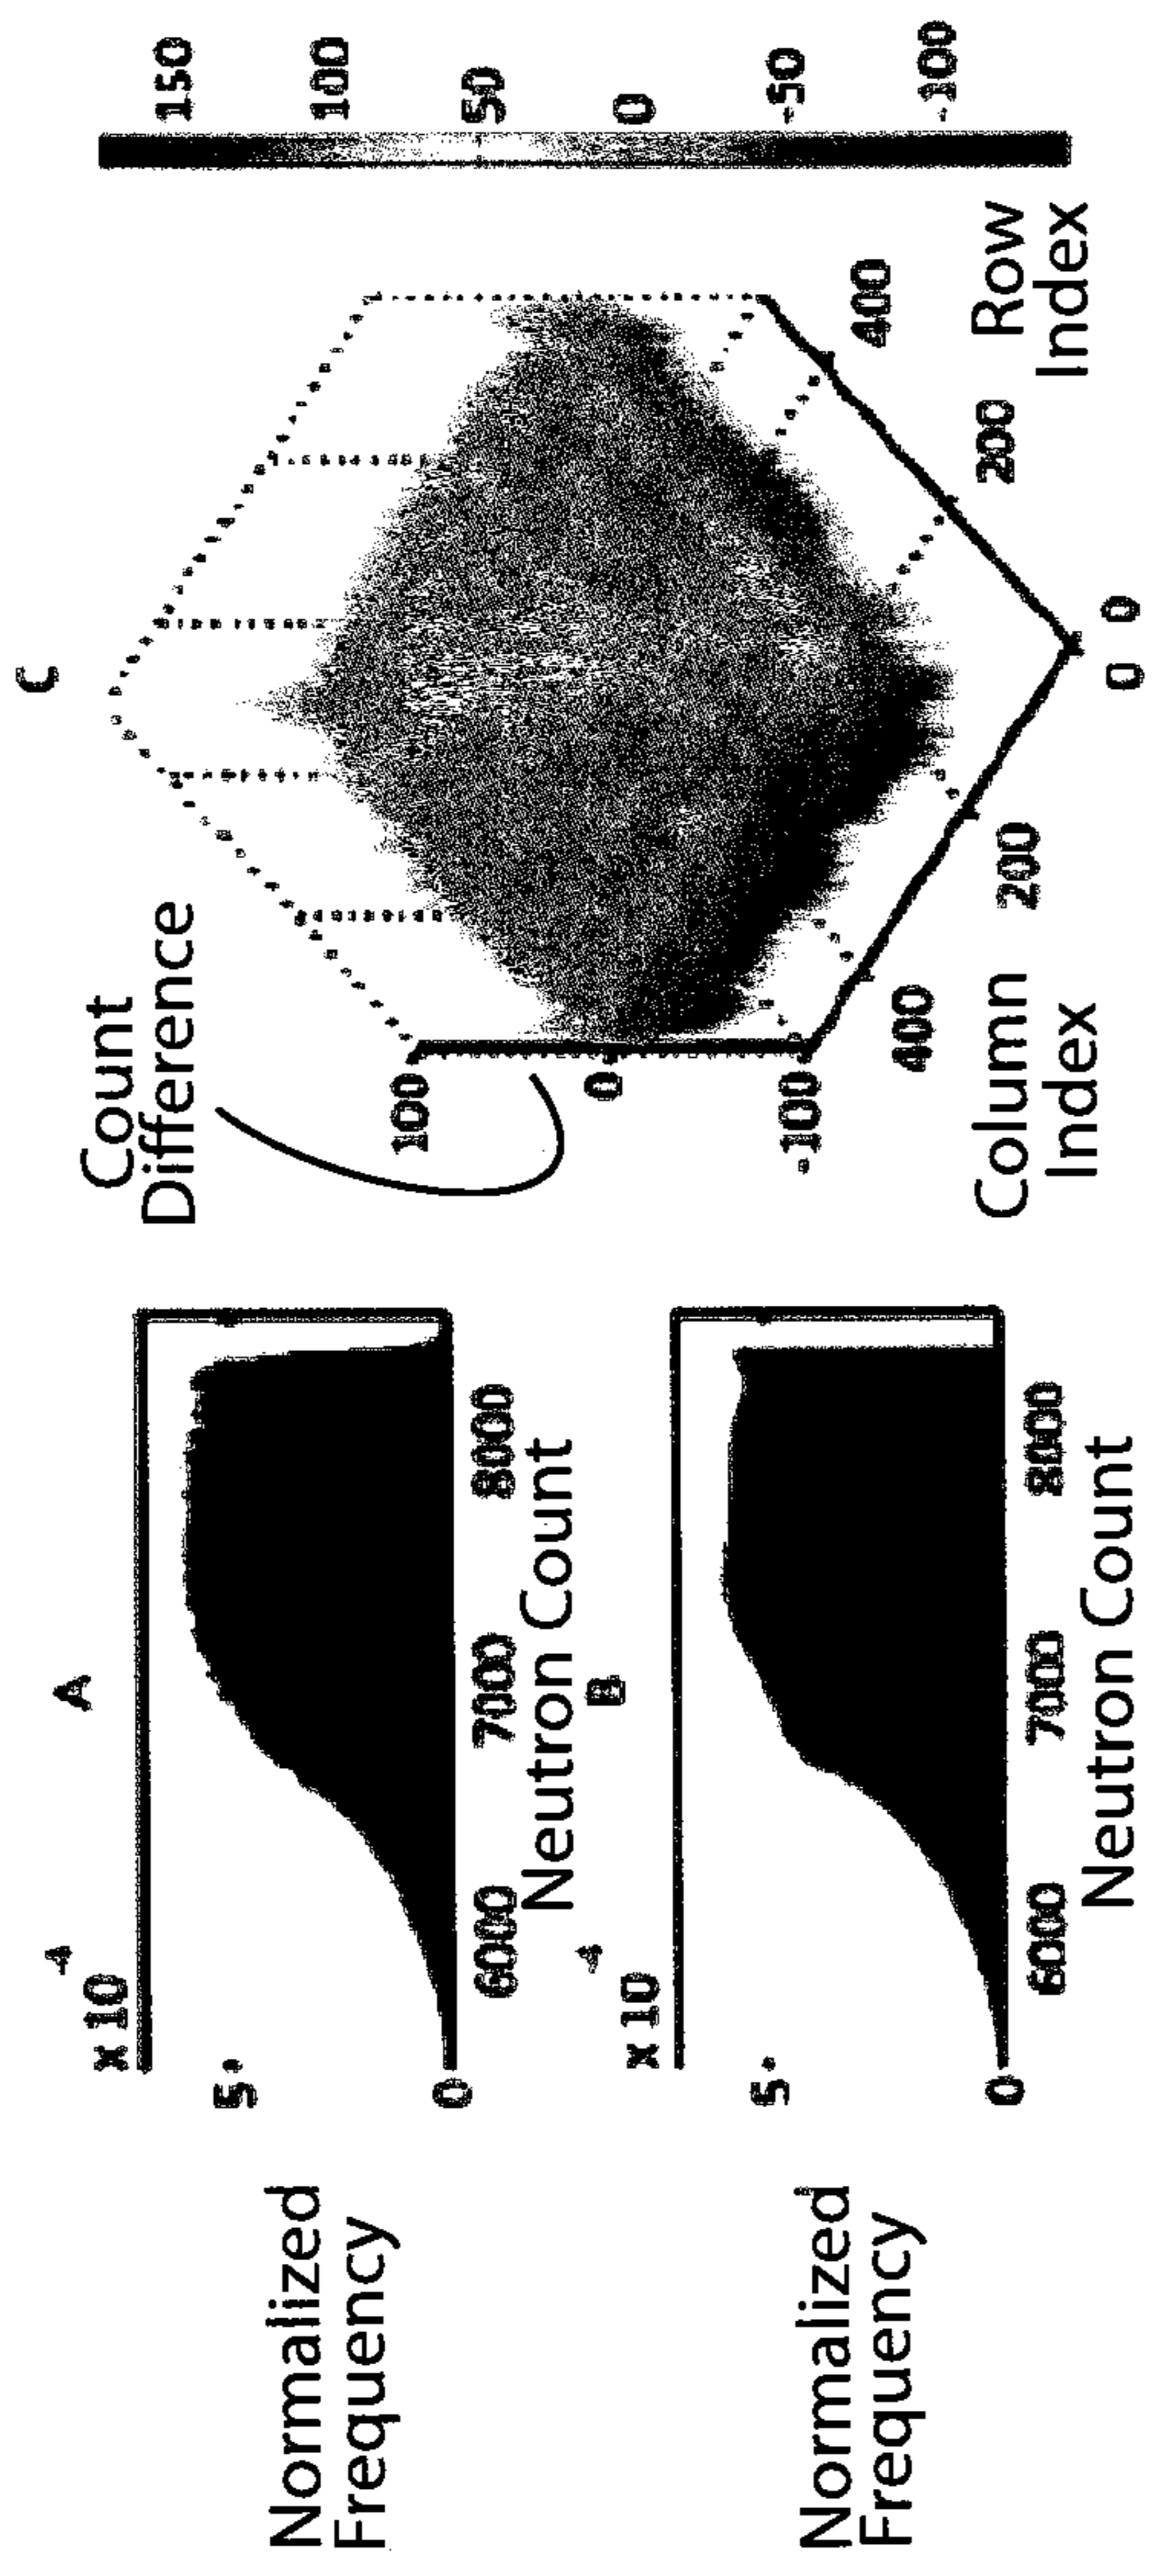 A
x 10
-4
5
0
6000
7000
8000
Normalized
Frequency
Neutron Count
B
x 10
-4
5
0
6000
7000
8000
Normalized
Frequency
Neutron Count
C
Count
Difference
100
0
-100
400
200
0
0
200
400
Column
Index
Row
Index
150
100
50
0
-50
-100